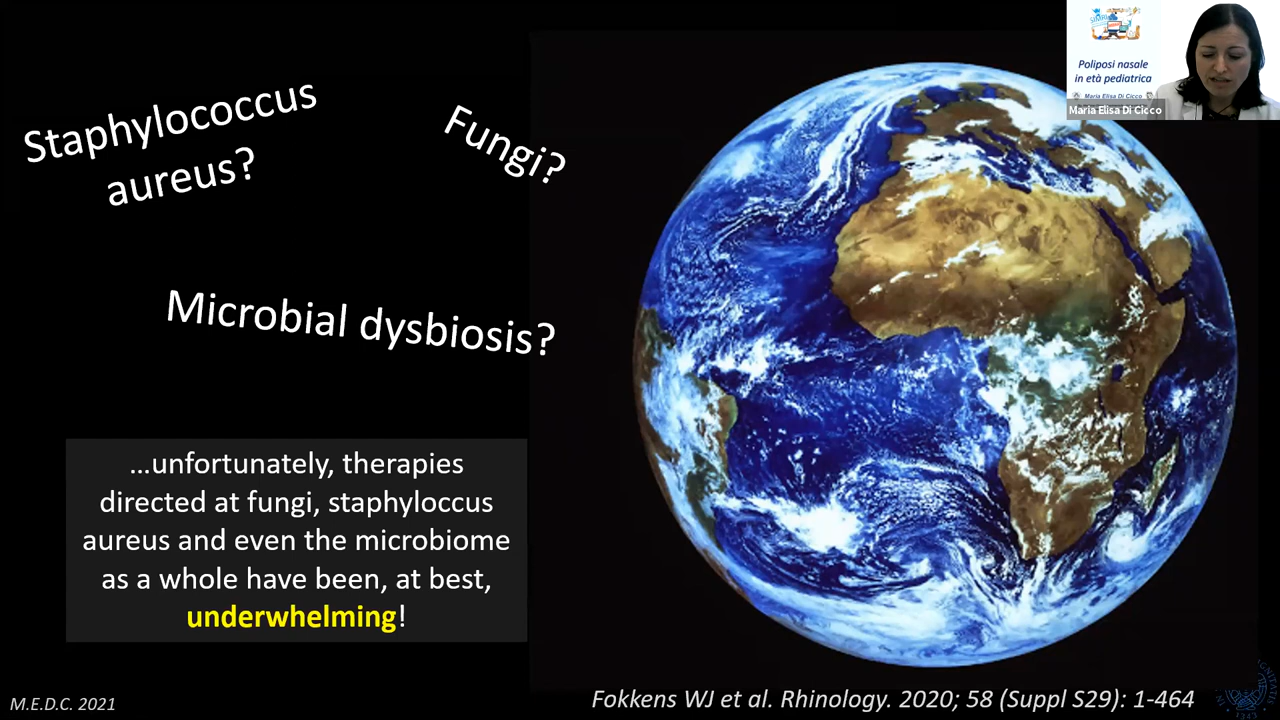 Staphylococcus
aureus?
Fungi?
Microbial dysbiosis?
...unfortunately, therapies
directed at fungi, staphyloccus
aureus and even the microbiome
as a whole have been, at best,
underwhelming!
Fokkens WJ et al. Rhinology. 2020; 58 (Suppl S29): 1-464
M.E.D.C. 2021
Poliposi nasale
in età pediatrica
Maria Elisa Di Cicco
Maria Elisa Di Cicco